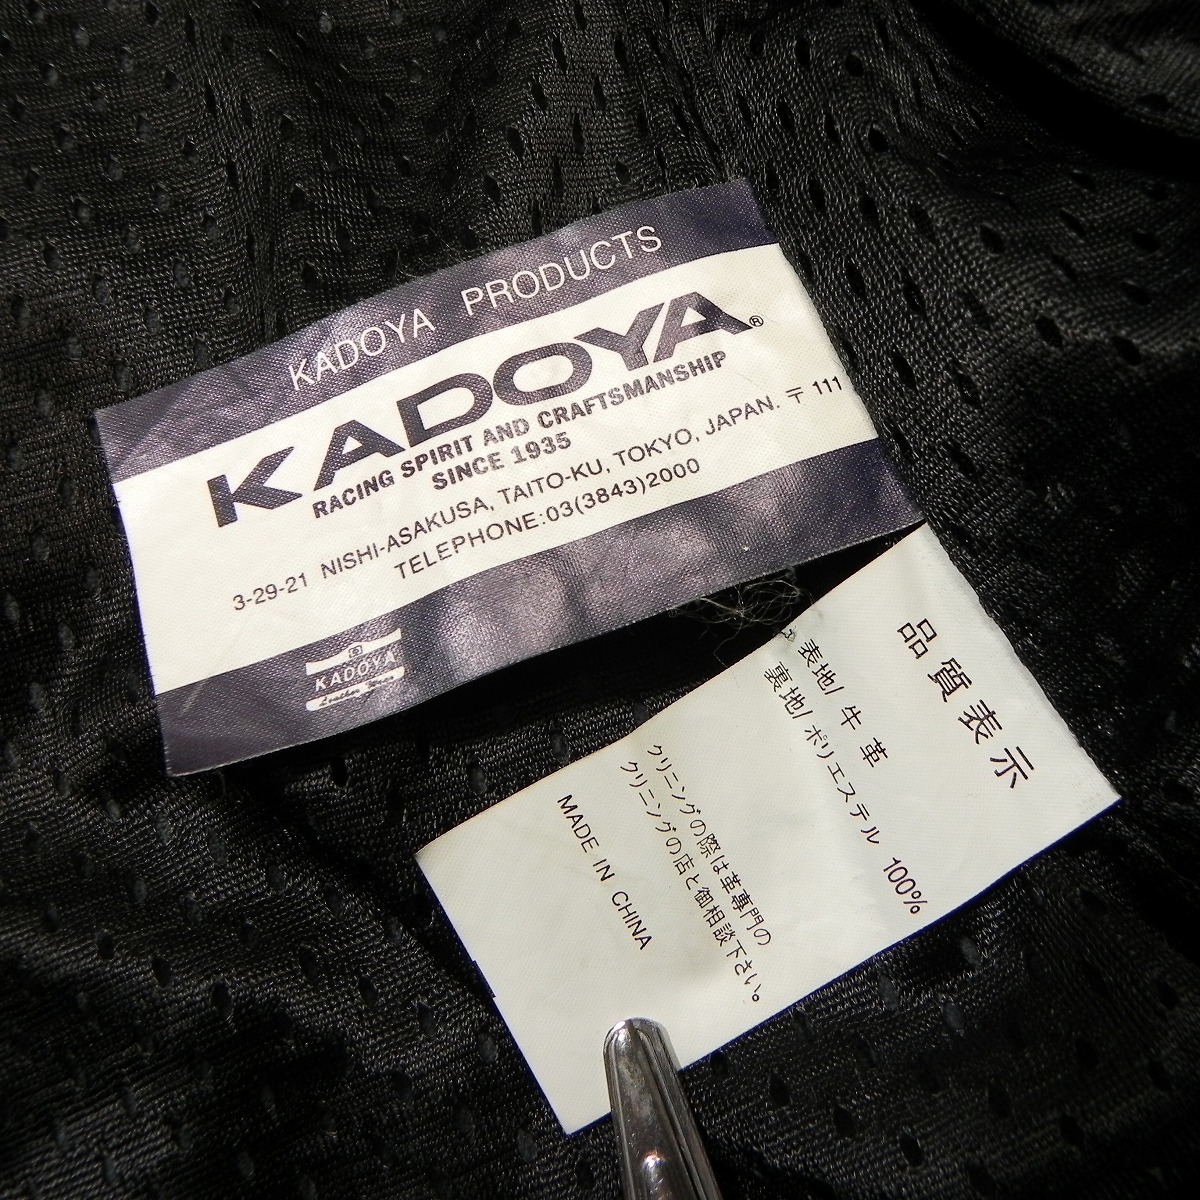 KADOYA PRODUCTS
KADOYA®
RACING SPIRIT AND CRAFTSMANSHIP
SINCE 1935
3-29-21 NISHI-ASAKUSA, TAITO-KU, TOKYO, JAPAN. 〒111
TELEPHONE:03(3843)2000
KADOYA
品質表示
表地/ 牛革
裏地/ ポリエステル 100%
クリニングの際は革専門の
クリニングの店と御相談下さい。
MADE IN CHINA